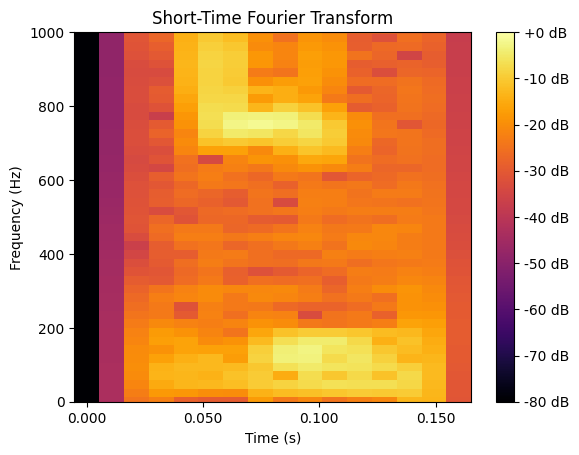 Short-Time Fourier Transform
1000
800
600
400
200
0
Frequency (Hz)
0.000
0.050
0.100
0.150
Time (s)
+0 dB
-10 dB
-20 dB
-30 dB
-40 dB
-50 dB
-60 dB
-70 dB
-80 dB